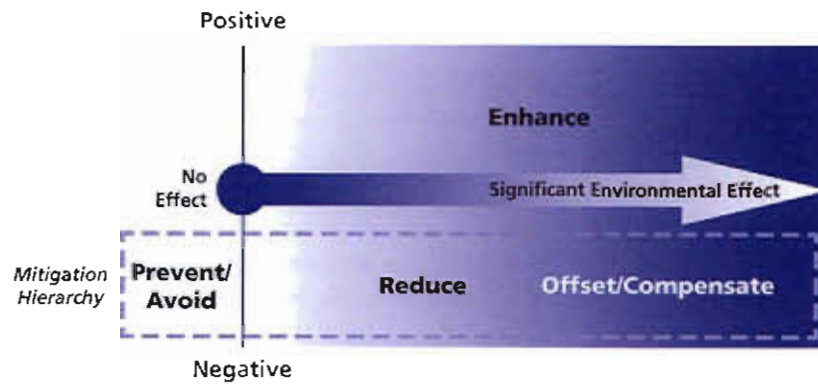 Positive
Enhance
No
Effect
Significant Environmental Effect
Mitigation
Hierarchy
Prevent/
Avoid
Reduce
Offset/Compensate
Negative